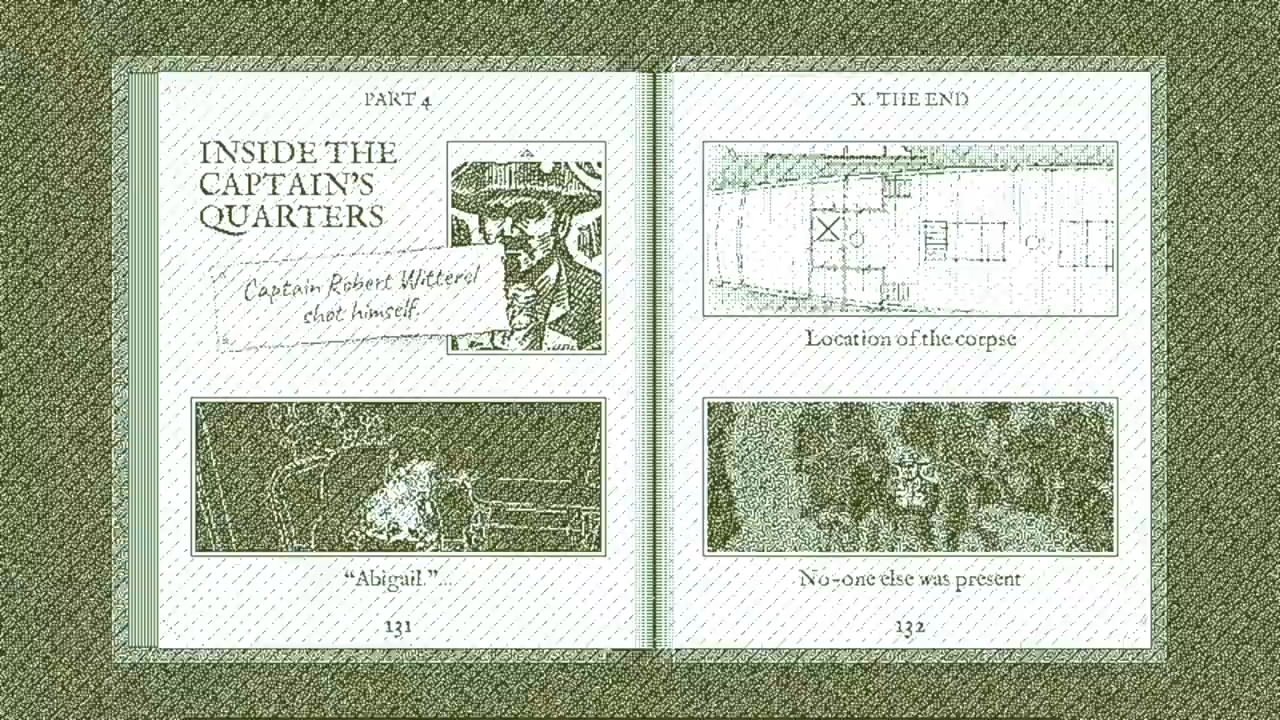 PART 4
INSIDE THE
CAPTAIN'S
QUARTERS
Captain Robert Witterel
shot himself.
"Abigail."...
131
X. THE END
Location of the corpse
No-one else was present
132